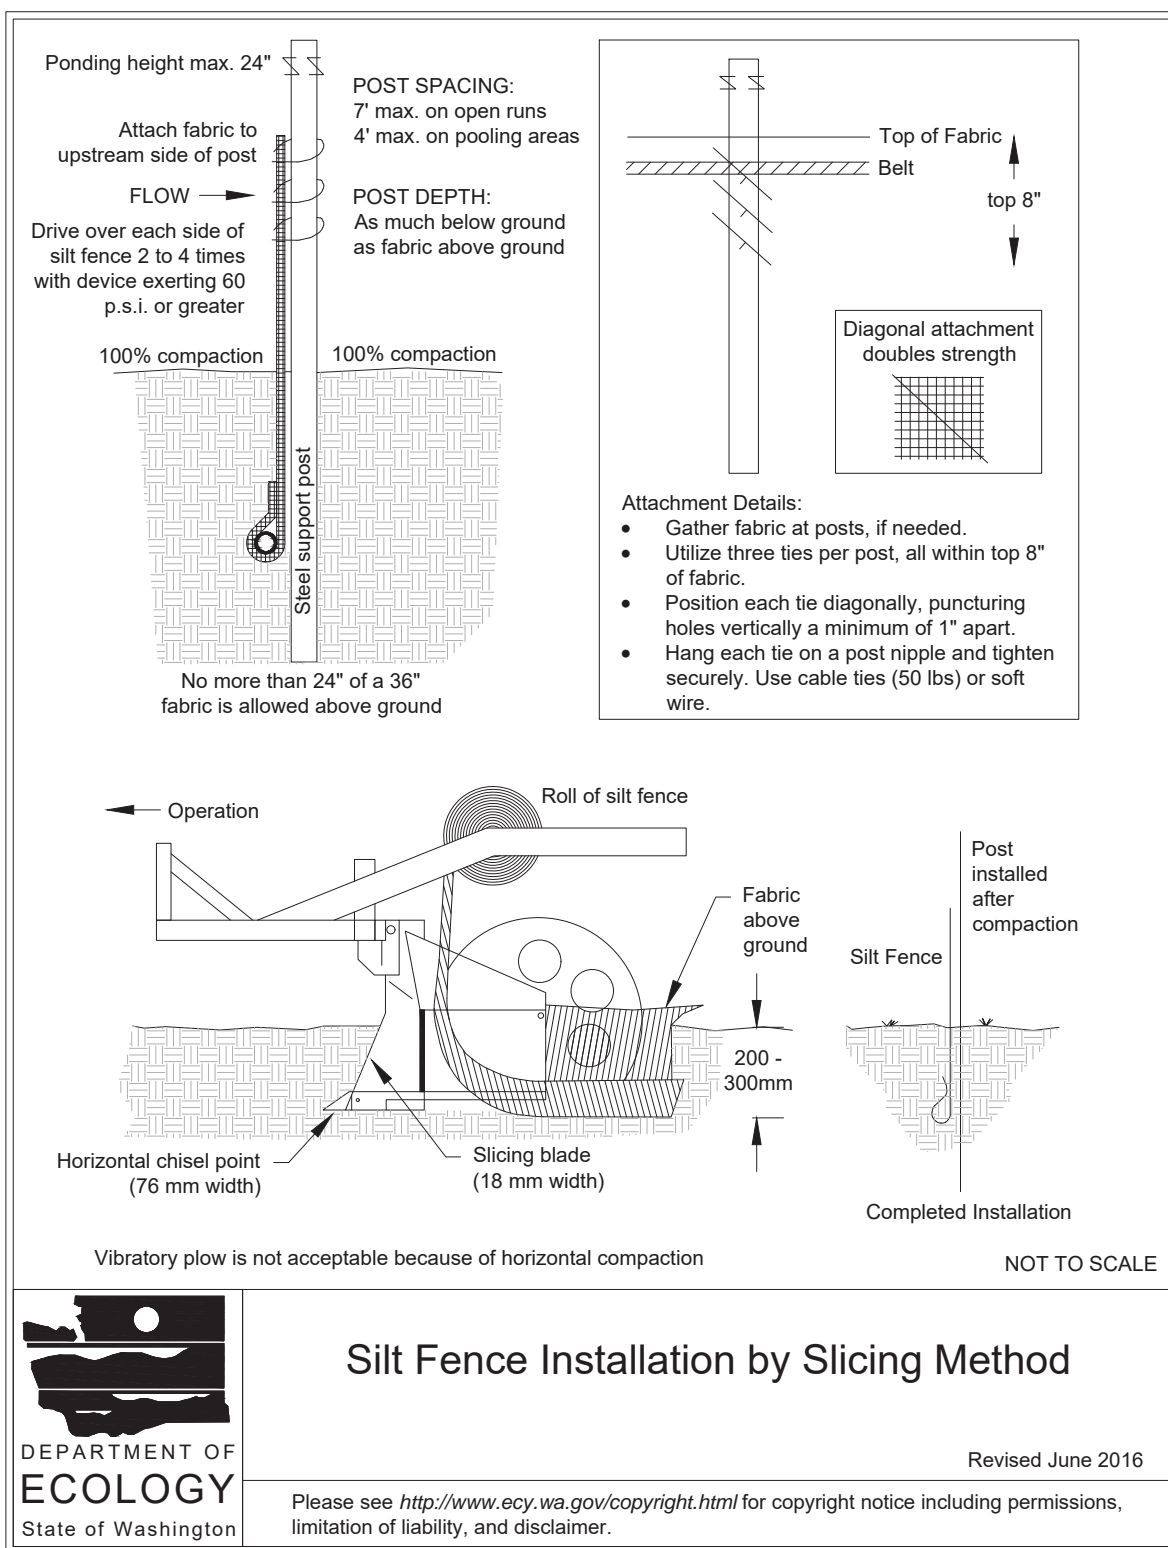 Ponding height max. 24"
POST SPACING:
7' max. on open runs
4' max. on pooling areas
Attach fabric to
upstream side of post
FLOW
POST DEPTH:
As much below ground
as fabric above ground
Drive over each side of
silt fence 2 to 4 times
with device exerting 60
p.s.i. or greater
100% compaction
100% compaction
Steel support post
No more than 24" of a 36"
fabric is allowed above ground
Top of Fabric
Belt
top 8"
Diagonal attachment
doubles strength
Attachment Details:
• Gather fabric at posts, if needed.
• Utilize three ties per post, all within top 8"
of fabric.
• Position each tie diagonally, puncturing
holes vertically a minimum of 1" apart.
• Hang each tie on a post nipple and tighten
securely. Use cable ties (50 lbs) or soft
wire.
Operation
Roll of silt fence
Fabric
above
ground
200 -
300mm
Horizontal chisel point
(76 mm width)
Slicing blade
(18 mm width)
Post
installed
after
compaction
Silt Fence
Completed Installation
Vibratory plow is not acceptable because of horizontal compaction
NOT TO SCALE
DEPARTMENT OF
ECOLOGY
State of Washington
Silt Fence Installation by Slicing Method
Revised June 2016
Please see http://www.ecy.wa.gov/copyright.html for copyright notice including permissions,
limitation of liability, and disclaimer.